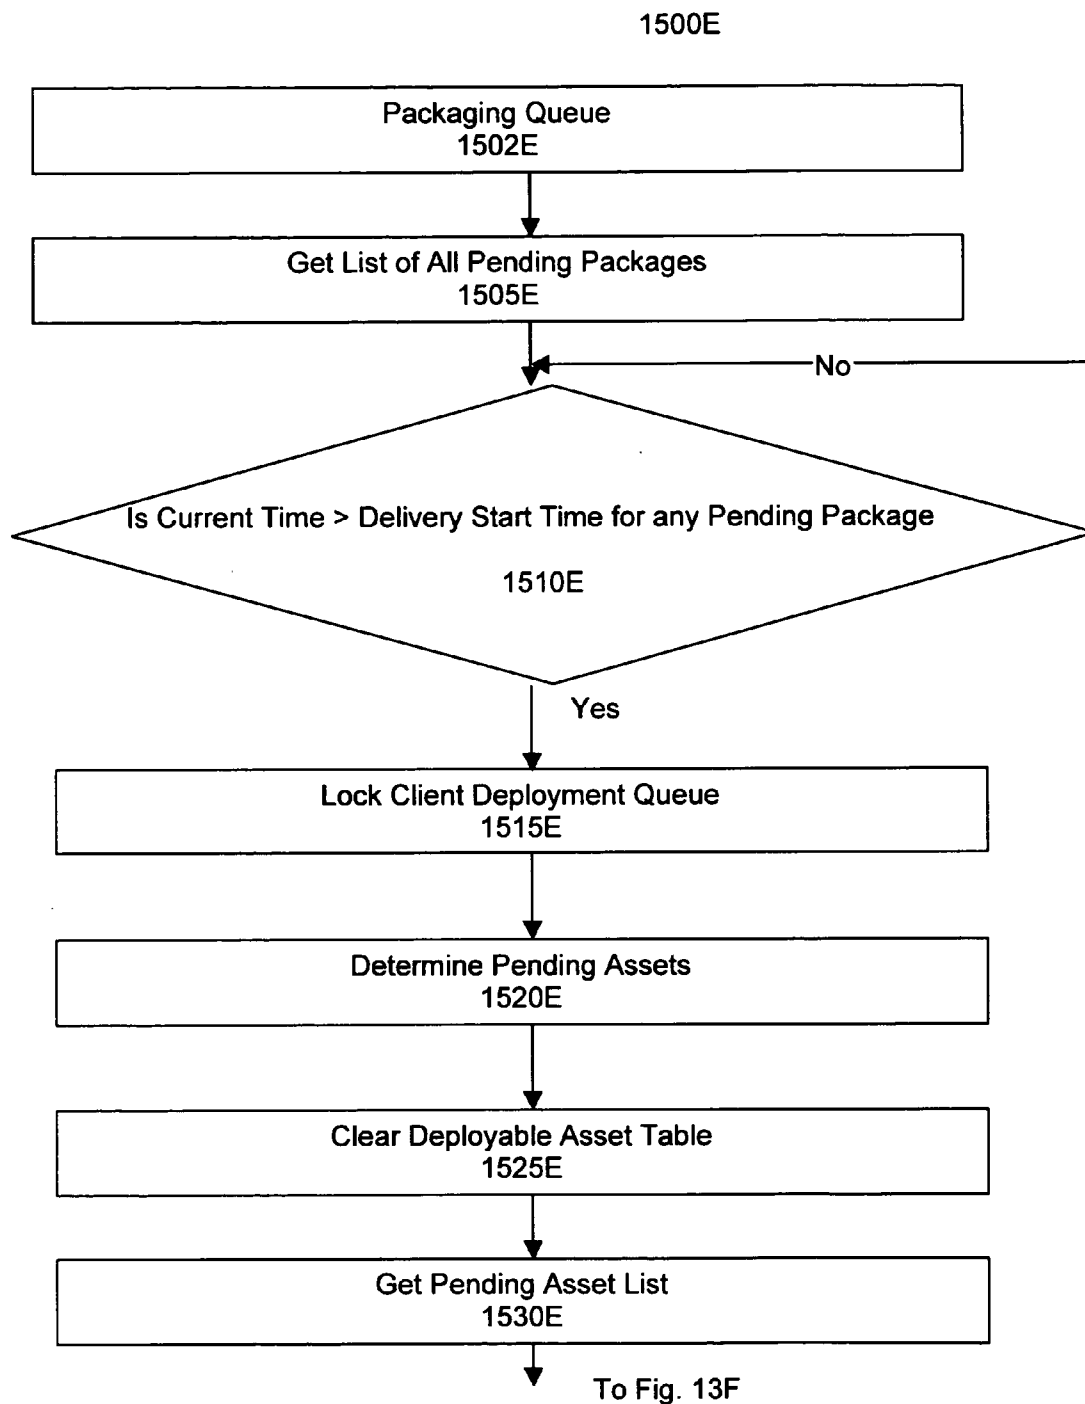 1500E
Packaging Queue
1502E
Get List of All Pending Packages
1505E
No
Is Current Time > Delivery Start Time for any Pending Package
1510E
Yes
Lock Client Deployment Queue
1515E
Determine Pending Assets
1520E
Clear Deployable Asset Table
1525E
Get Pending Asset List
1530E
To Fig. 13F